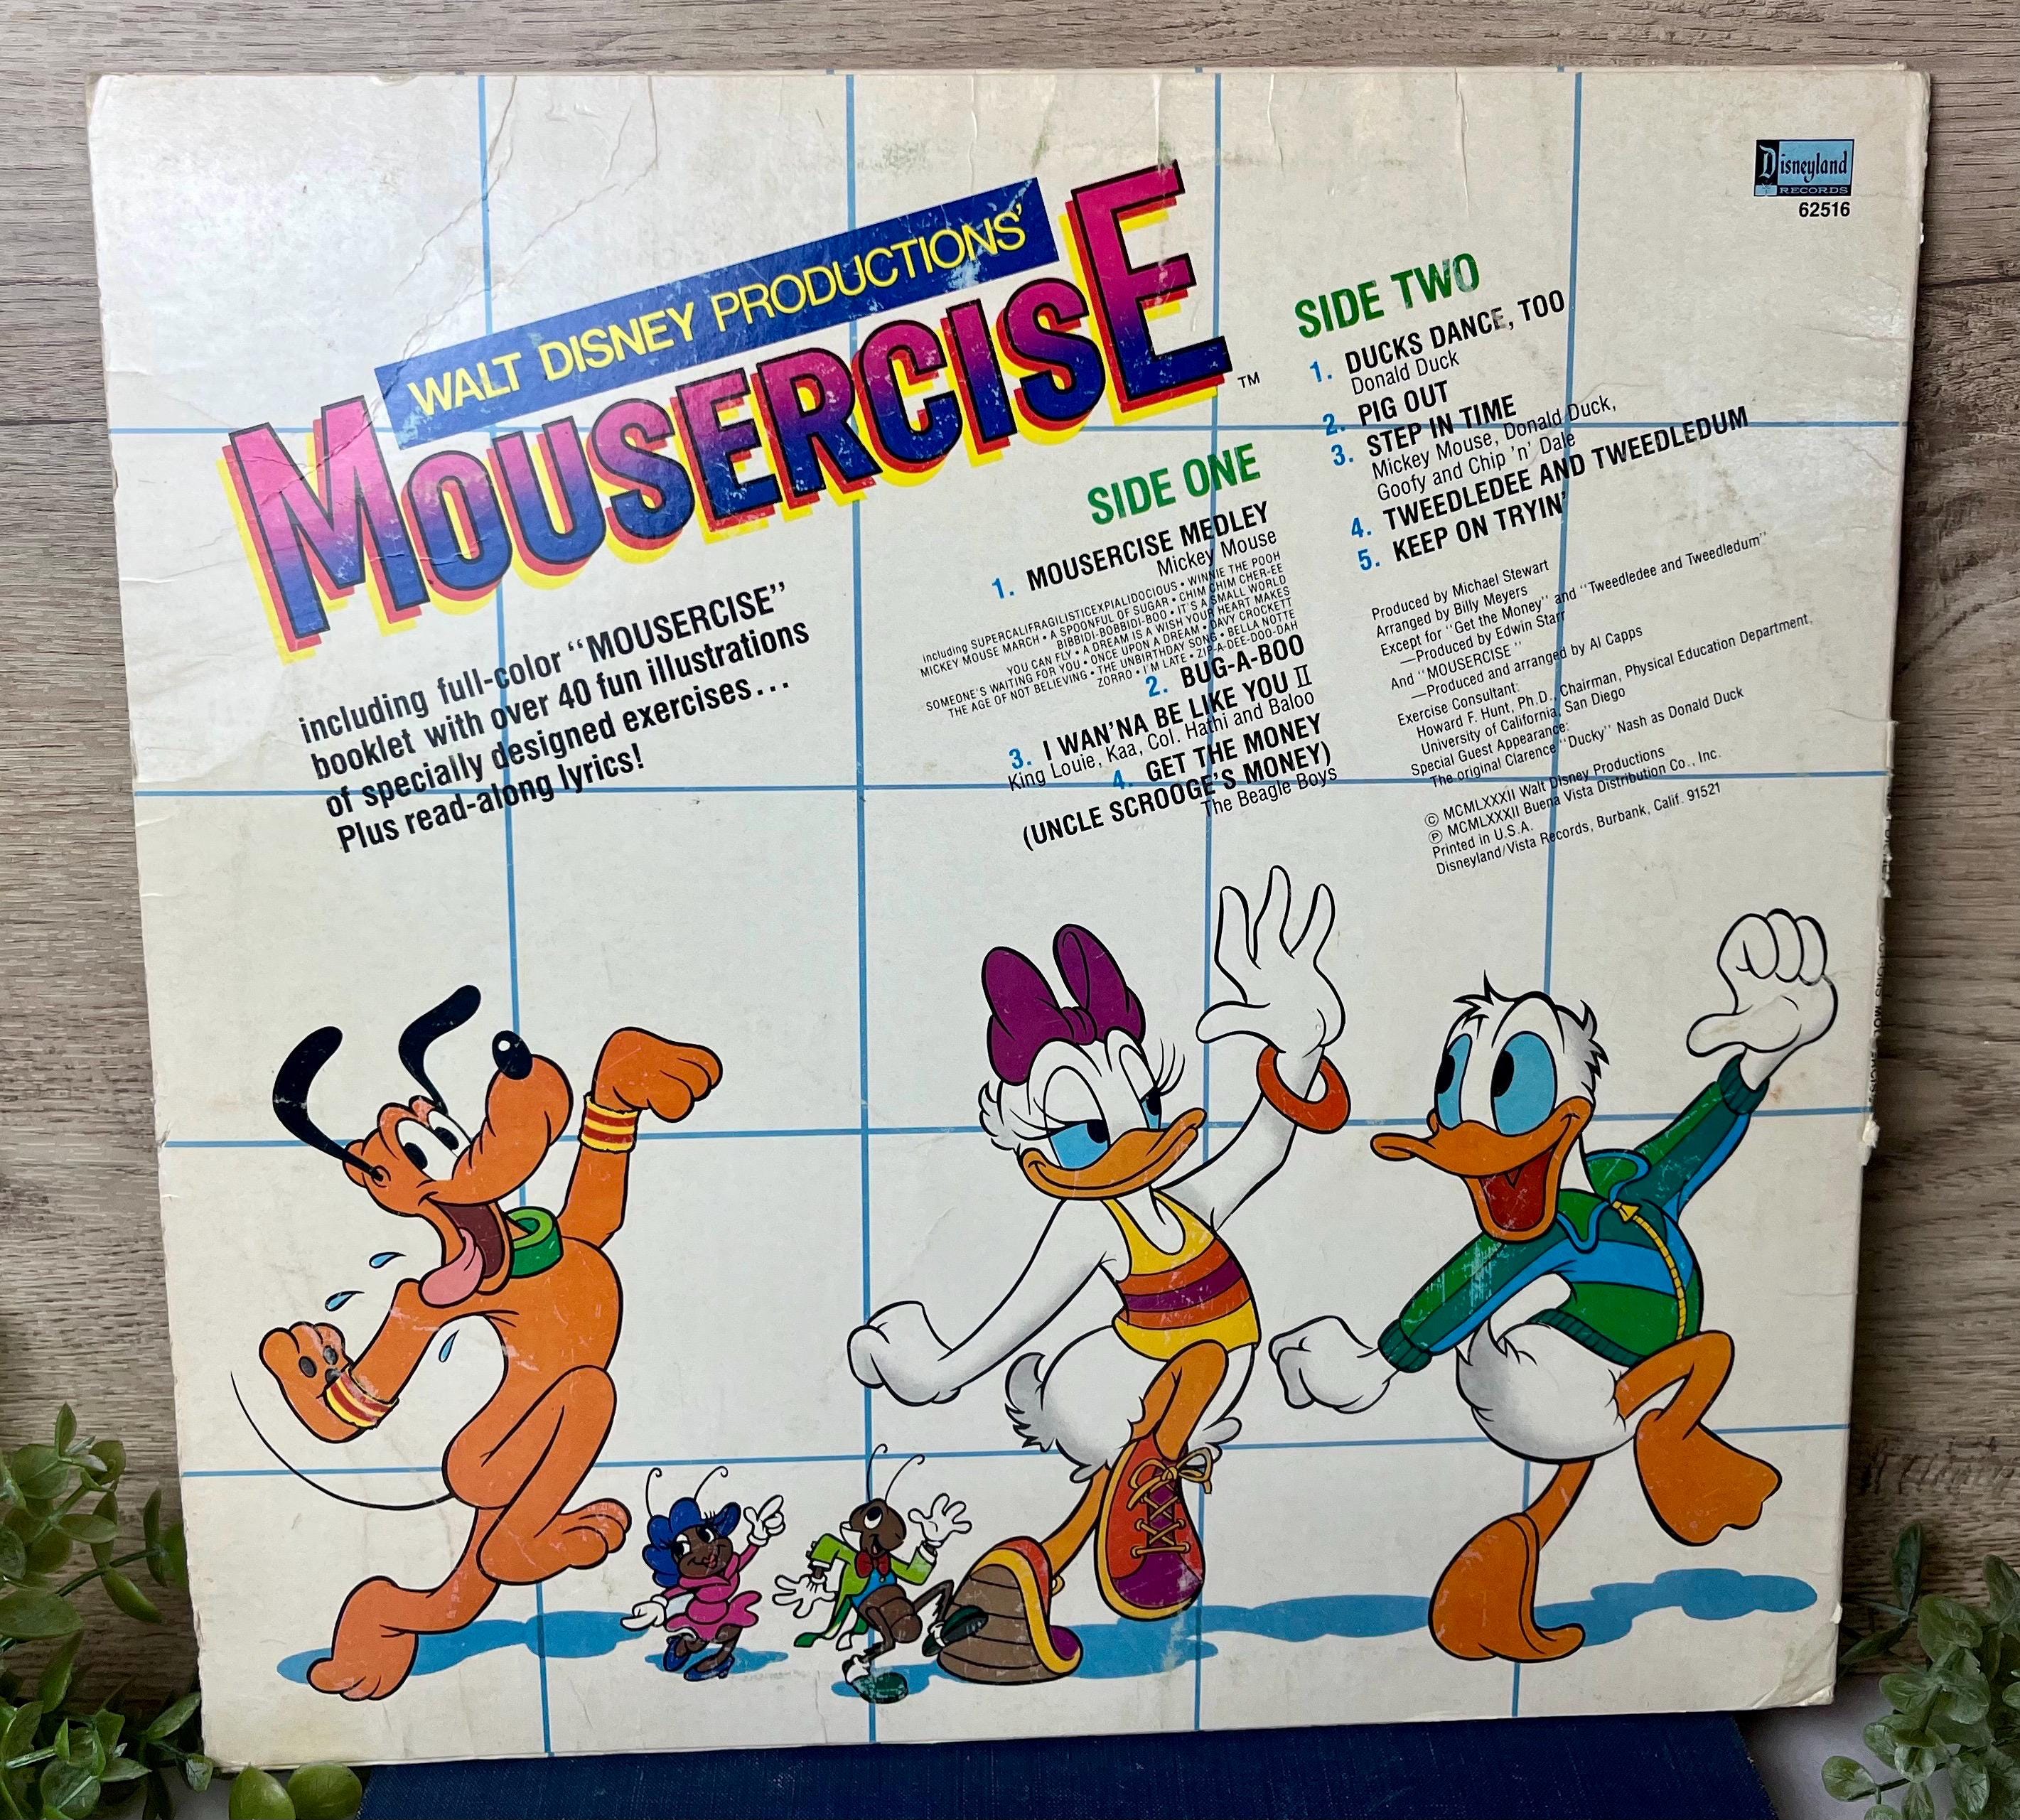 Disneyland
RECORDS
62516
WALT DISNEY PRODUCTIONS'
MOUSERCISE
™
including full-color "MOUSERCISE"
booklet with over 40 fun illustrations
of specially designed exercises...
Plus read-along lyrics!
SIDE ONE
1. MOUSERCISE MEDLEY
Mickey Mouse
including SUPERCALIFRAGILISTICEXPIALIDOCIOUS • WINNIE THE POOH
MICKEY MOUSE MARCH • A SPOONFUL OF SUGAR • CHIM CHIM CHER-EE
BIBBIDI-BOBBIDI-BOO • IT'S A SMALL WORLD
YOU CAN FLY • A DREAM IS A WISH YOUR HEART MAKES
SOMEONE'S WAITING FOR YOU • ONCE UPON A DREAM • DAVY CROCKETT
THE AGE OF NOT BELIEVING • THE UNBIRTHDAY SONG • BELLA NOTTE
ZORRO • I'M LATE • ZIP-A-DEE-DOO-DAH
2. BUG-A-BOO
3. I WAN'NA BE LIKE YOU II
King Louie, Kaa, Col. Hathi and Baloo
4. GET THE MONEY
(UNCLE SCROOGE'S MONEY)
The Beagle Boys
SIDE TWO
1. DUCKS DANCE, TOO
Donald Duck
2. PIG OUT
3. STEP IN TIME
Mickey Mouse, Donald Duck,
Goofy and Chip 'n' Dale
4. TWEEDLEDEE AND TWEEDLEDUM
5. KEEP ON TRYIN'
Produced by Michael Stewart
Arranged by Billy Meyers
Except for "Get the Money" and "Tweedledee and Tweedledum"
—Produced by Edwin Starr
And "MOUSERCISE"
—Produced and arranged by Al Capps
Exercise Consultant:
Howard F. Hunt, Ph.D., Chairman, Physical Education Department,
University of California, San Diego
Special Guest Appearance:
The original Clarence "Ducky" Nash as Donald Duck
© MCMLXXXII Walt Disney Productions
℗ MCMLXXXII Buena Vista Distribution Co., Inc.
Printed in U.S.A.
Disneyland/Vista Records, Burbank, Calif. 91521